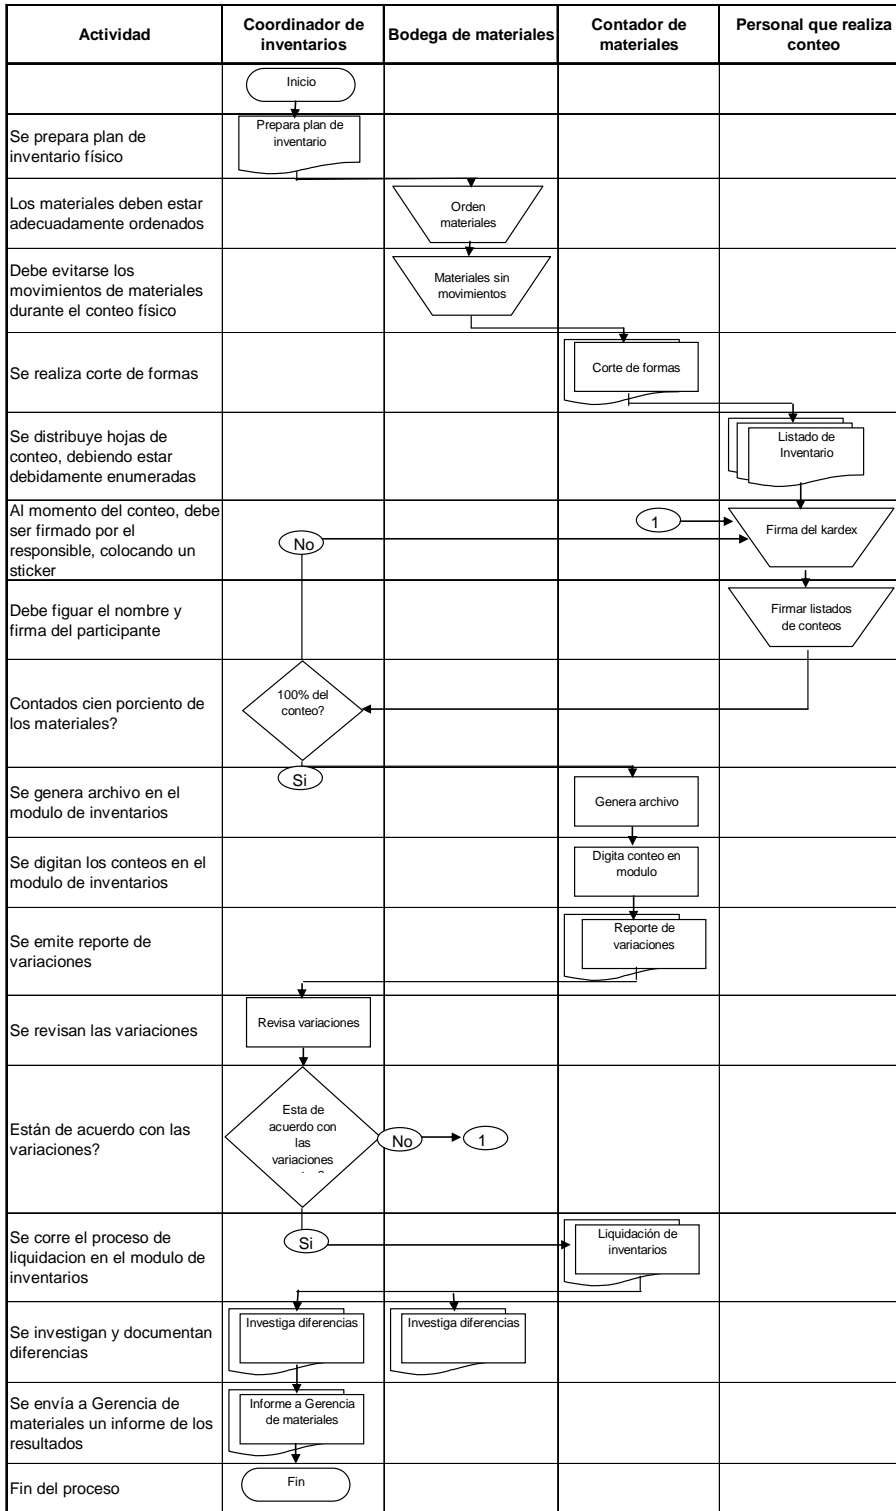 Actividad
Coordinador de
inventarios
Bodega de materiales
Contador de
materiales
Personal que realiza
conteo
Inicio
Se prepara plan de
inventario físico
Prepara plan de
inventario
Los materiales deben estar
adecuadamente ordenados
Orden
materiales
Debe evitarse los
movimientos de materiales
durante el conteo físico
Materiales sin
movimientos
Se realiza corte de formas
Corte de formas
Se distribuye hojas de
conteo, debiendo estar
debidamente enumeradas
Listado de
Inventario
Al momento del conteo, debe
ser firmado por el
responsible, colocando un
sticker
No
1
Firma del kardex
Debe figuar el nombre y
firma del participante
Firmar listados
de conteos
Contados cien porciento de
los materiales?
100% del
conteo?
Si
Se genera archivo en el
modulo de inventarios
Genera archivo
Se digitan los conteos en el
modulo de inventarios
Digita conteo en
modulo
Se emite reporte de
variaciones
Reporte de
variaciones
Se revisan las variaciones
Revisa variaciones
Están de acuerdo con las
variaciones?
Esta de
acuerdo con
las
variaciones
No
1
Se corre el proceso de
liquidacion en el modulo de
inventarios
Si
Liquidación de
inventarios
Se investigan y documentan
diferencias
Investiga diferencias
Investiga diferencias
Se envía a Gerencia de
materiales un informe de los
resultados
Informe a Gerencia
de materiales
Fin del proceso
Fin